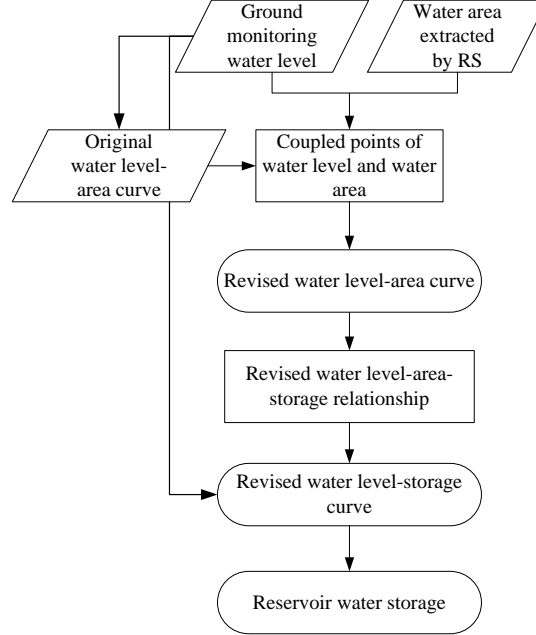 Ground
monitoring
water level
Water area
extracted
by RS
Original
water level-
area curve
Coupled points of
water level and water
area
Revised water level-area curve
Revised water level-area-
storage relationship
Revised water level-storage
curve
Reservoir water storage